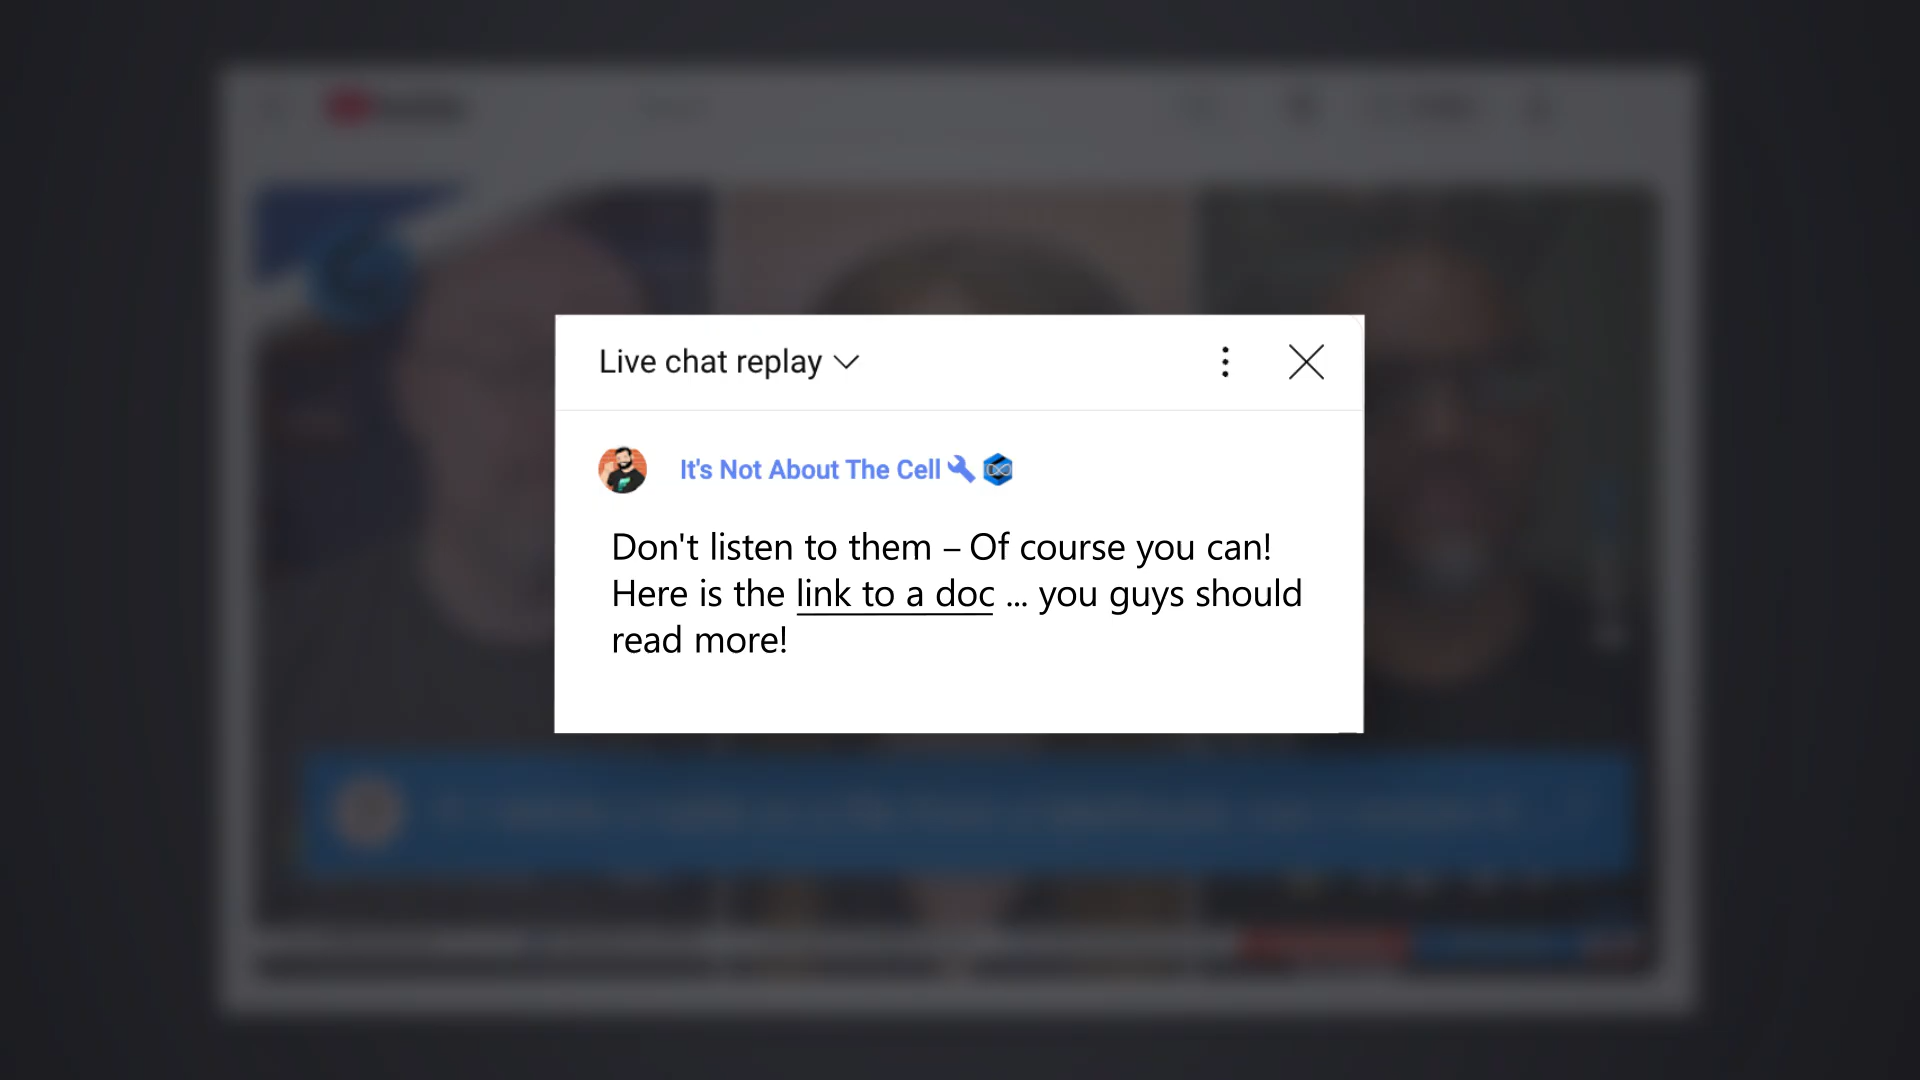 Live chat replay
It's Not About The Cell
Don't listen to them – Of course you can!
Here is the link to a doc ... you guys should
read more!